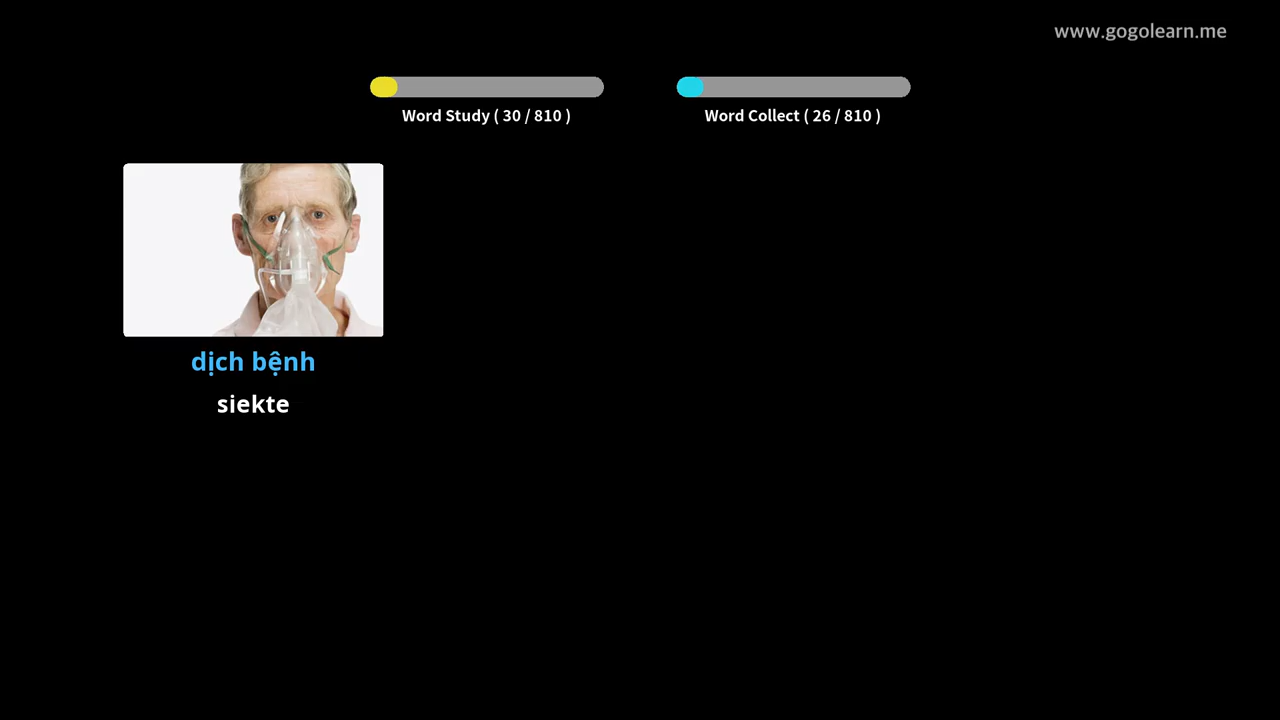 www.gogolearn.me
Word Study ( 30 / 810 )
Word Collect ( 26 / 810 )
dịch bệnh
siekte